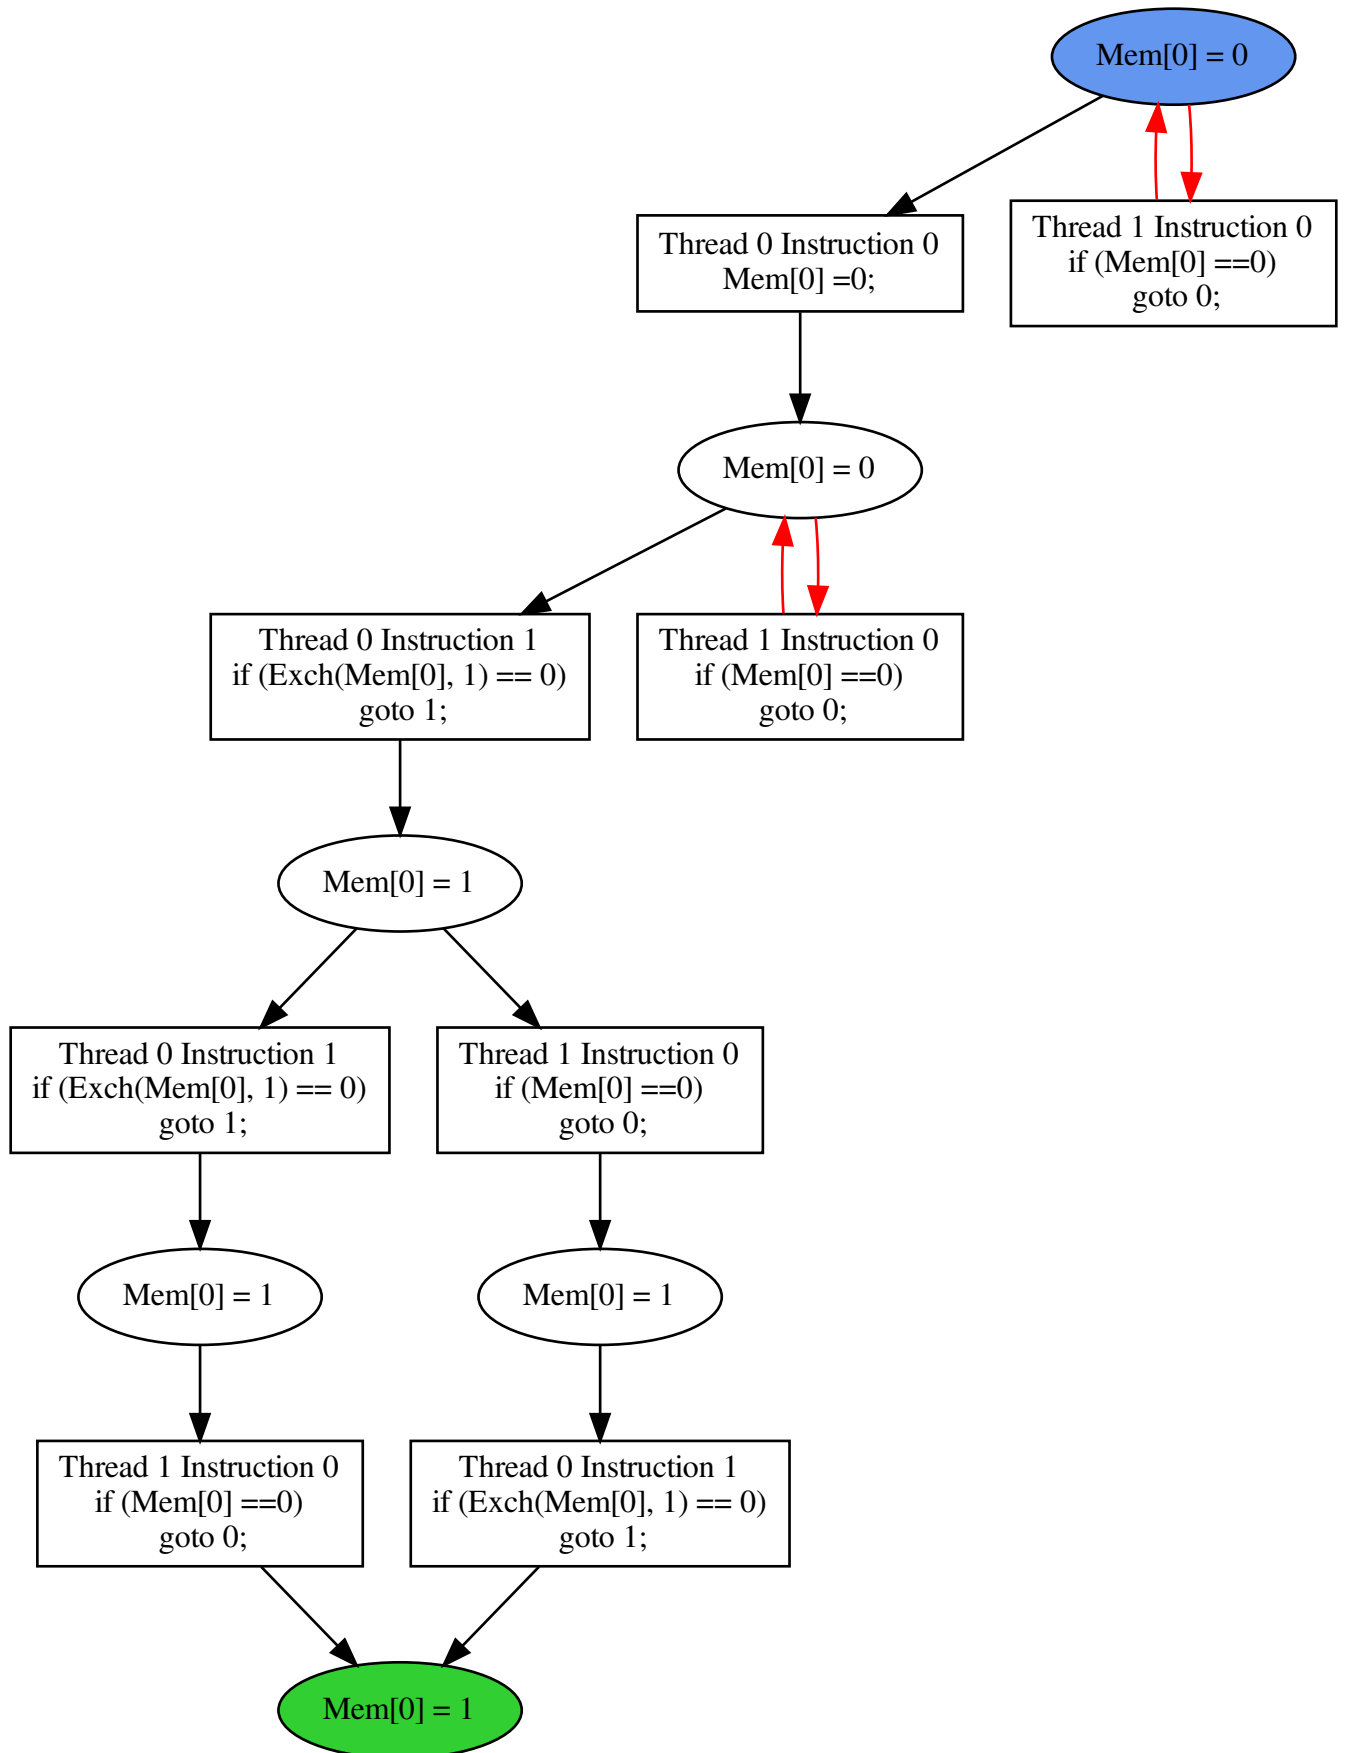 Mem[0] = 0
Thread 0 Instruction 0
Mem[0] =0;
Thread 1 Instruction 0
if (Mem[0] ==0)
goto 0;
Mem[0] = 0
Thread 0 Instruction 1
if (Exch(Mem[0], 1) == 0)
goto 1;
Thread 1 Instruction 0
if (Mem[0] ==0)
goto 0;
Mem[0] = 1
Thread 0 Instruction 1
if (Exch(Mem[0], 1) == 0)
goto 1;
Thread 1 Instruction 0
if (Mem[0] ==0)
goto 0;
Mem[0] = 1
Mem[0] = 1
Thread 1 Instruction 0
if (Mem[0] ==0)
goto 0;
Thread 0 Instruction 1
if (Exch(Mem[0], 1) == 0)
goto 1;
Mem[0] = 1